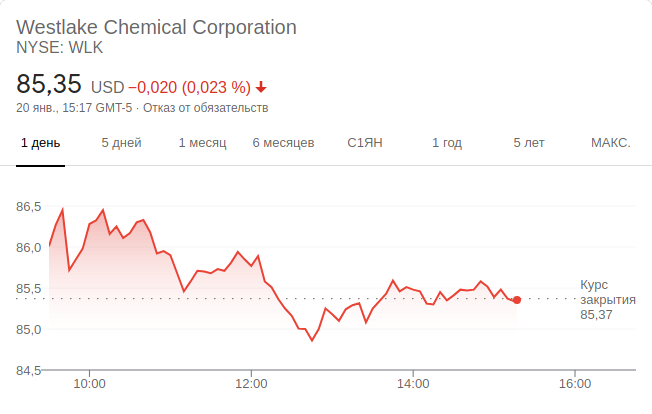 Westlake Chemical Corporation
NYSE: WLK
85,35 USD −0,020 (0,023 %)
20 янв., 15:17 GMT-5 · Отказ от обязательств
1 день 5 дней 1 месяц 6 месяцев С1ЯН 1 год 5 лет МАКС.
86,5
86,0
85,5
85,0
84,5
Курс
закрытия
85,37
10:00 12:00 14:00 16:00